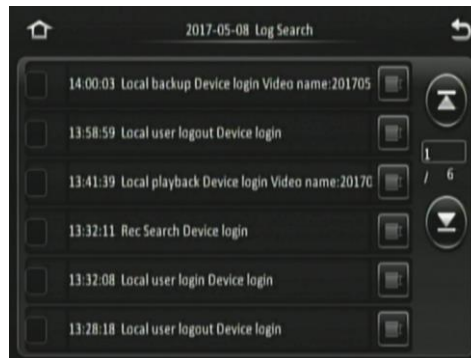 2017-05-08 Log Search
14:00:03 Local backup Device login Video name:201705
13:58:59 Local user logout Device login
1
13:41:39 Local playback Device login Video name:2017
/ 6
13:32:11 Rec Search Device login
13:32:08 Local user login Device login
13:28:18 Local user logout Device login